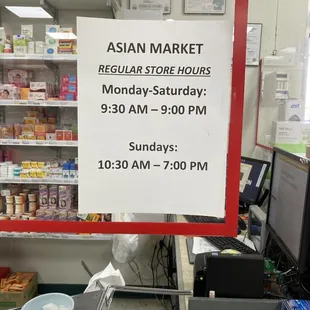 ASIAN MARKET
REGULAR STORE HOURS
Monday-Saturday:
9:30 AM – 9:00 PM
Sundays:
10:30 AM – 7:00 PM